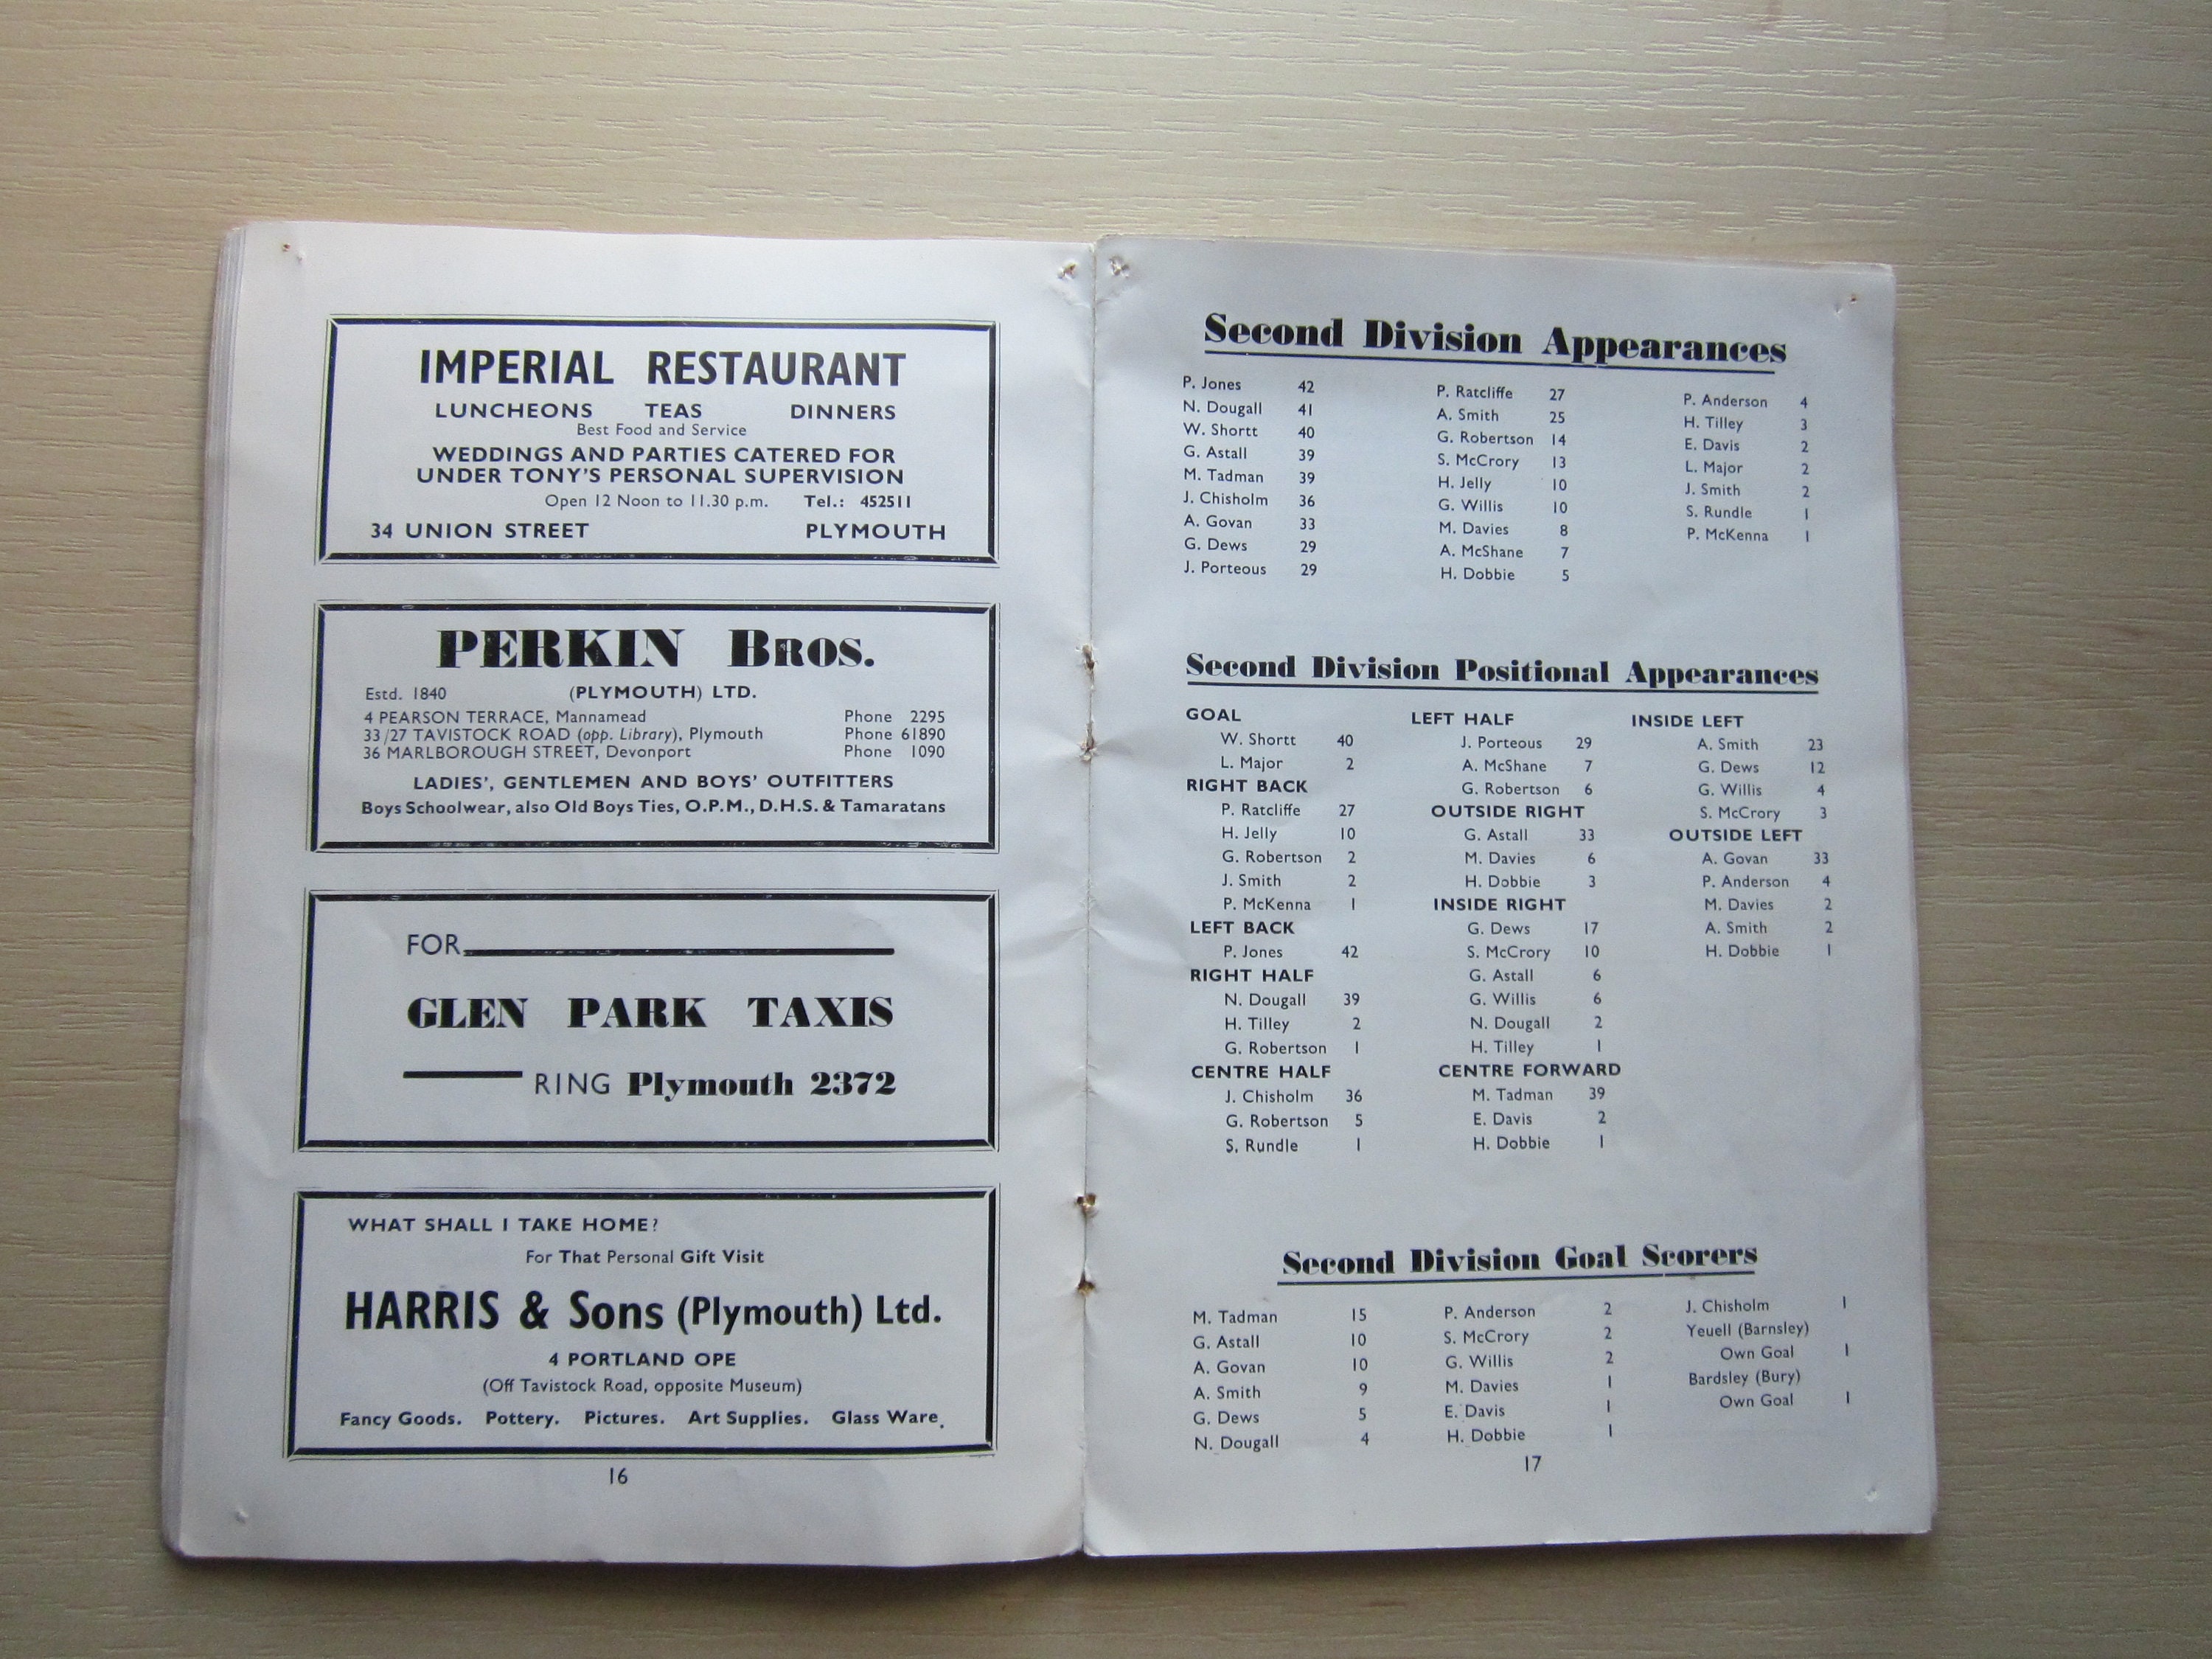 IMPERIAL RESTAURANT
LUNCHEONS TEAS DINNERS
Best Food and Service
WEDDINGS AND PARTIES CATERED FOR
UNDER TONY'S PERSONAL SUPERVISION
Open 12 Noon to 11.30 p.m. Tel.: 452511
34 UNION STREET PLYMOUTH
PERKIN BROS.
Estd. 1840 (PLYMOUTH) LTD.
4 PEARSON TERRACE, Mannamead Phone 2295
33/27 TAVISTOCK ROAD (opp. Library), Plymouth Phone 61890
36 MARLBOROUGH STREET, Devonport Phone 1090
LADIES', GENTLEMEN AND BOYS' OUTFITTERS
Boys Schoolwear, also Old Boys Ties, O.P.M., D.H.S. & Tamaratans
FOR
GLEN PARK TAXIS
RING Plymouth 2372
WHAT SHALL I TAKE HOME?
For That Personal Gift Visit
HARRIS & Sons (Plymouth) Ltd.
4 PORTLAND OPE
(Off Tavistock Road, opposite Museum)
Fancy Goods. Pottery. Pictures. Art Supplies. Glass Ware.
16
Second Division Appearances
P. Jones 42
N. Dougall 41
W. Shortt 40
G. Astall 39
M. Tadman 39
J. Chisholm 36
A. Govan 33
G. Dews 29
J. Porteous 29
P. Ratcliffe 27
A. Smith 25
G. Robertson 14
S. McCrory 13
H. Jelly 10
G. Willis 10
M. Davies 8
A. McShane 7
H. Dobbie 5
P. Anderson 4
H. Tilley 3
E. Davis 2
L. Major 2
J. Smith 2
S. Rundle 1
P. McKenna 1
Second Division Positional Appearances
GOAL
W. Shortt 40
L. Major 2
RIGHT BACK
P. Ratcliffe 27
H. Jelly 10
G. Robertson 2
J. Smith 2
P. McKenna 1
LEFT BACK
P. Jones 42
RIGHT HALF
N. Dougall 39
H. Tilley 2
G. Robertson 1
CENTRE HALF
J. Chisholm 36
G. Robertson 5
S. Rundle 1
LEFT HALF
J. Porteous 29
A. McShane 7
G. Robertson 6
OUTSIDE RIGHT
G. Astall 33
M. Davies 6
H. Dobbie 3
INSIDE RIGHT
G. Dews 17
S. McCrory 10
G. Astall 6
G. Willis 6
N. Dougall 2
H. Tilley 1
CENTRE FORWARD
M. Tadman 39
E. Davis 2
H. Dobbie 1
INSIDE LEFT
A. Smith 23
G. Dews 12
G. Willis 4
S. McCrory 3
OUTSIDE LEFT
A. Govan 33
P. Anderson 4
M. Davies 2
A. Smith 2
H. Dobbie 1
Second Division Goal Scorers
M. Tadman 15
G. Astall 10
A. Govan 10
A. Smith 9
G. Dews 5
N. Dougall 4
P. Anderson 2
S. McCrory 2
G. Willis 2
M. Davies 1
E. Davis 1
H. Dobbie 1
J. Chisholm 1
Yeuell (Barnsley)
Own Goal 1
Bardsley (Bury)
Own Goal 1
17